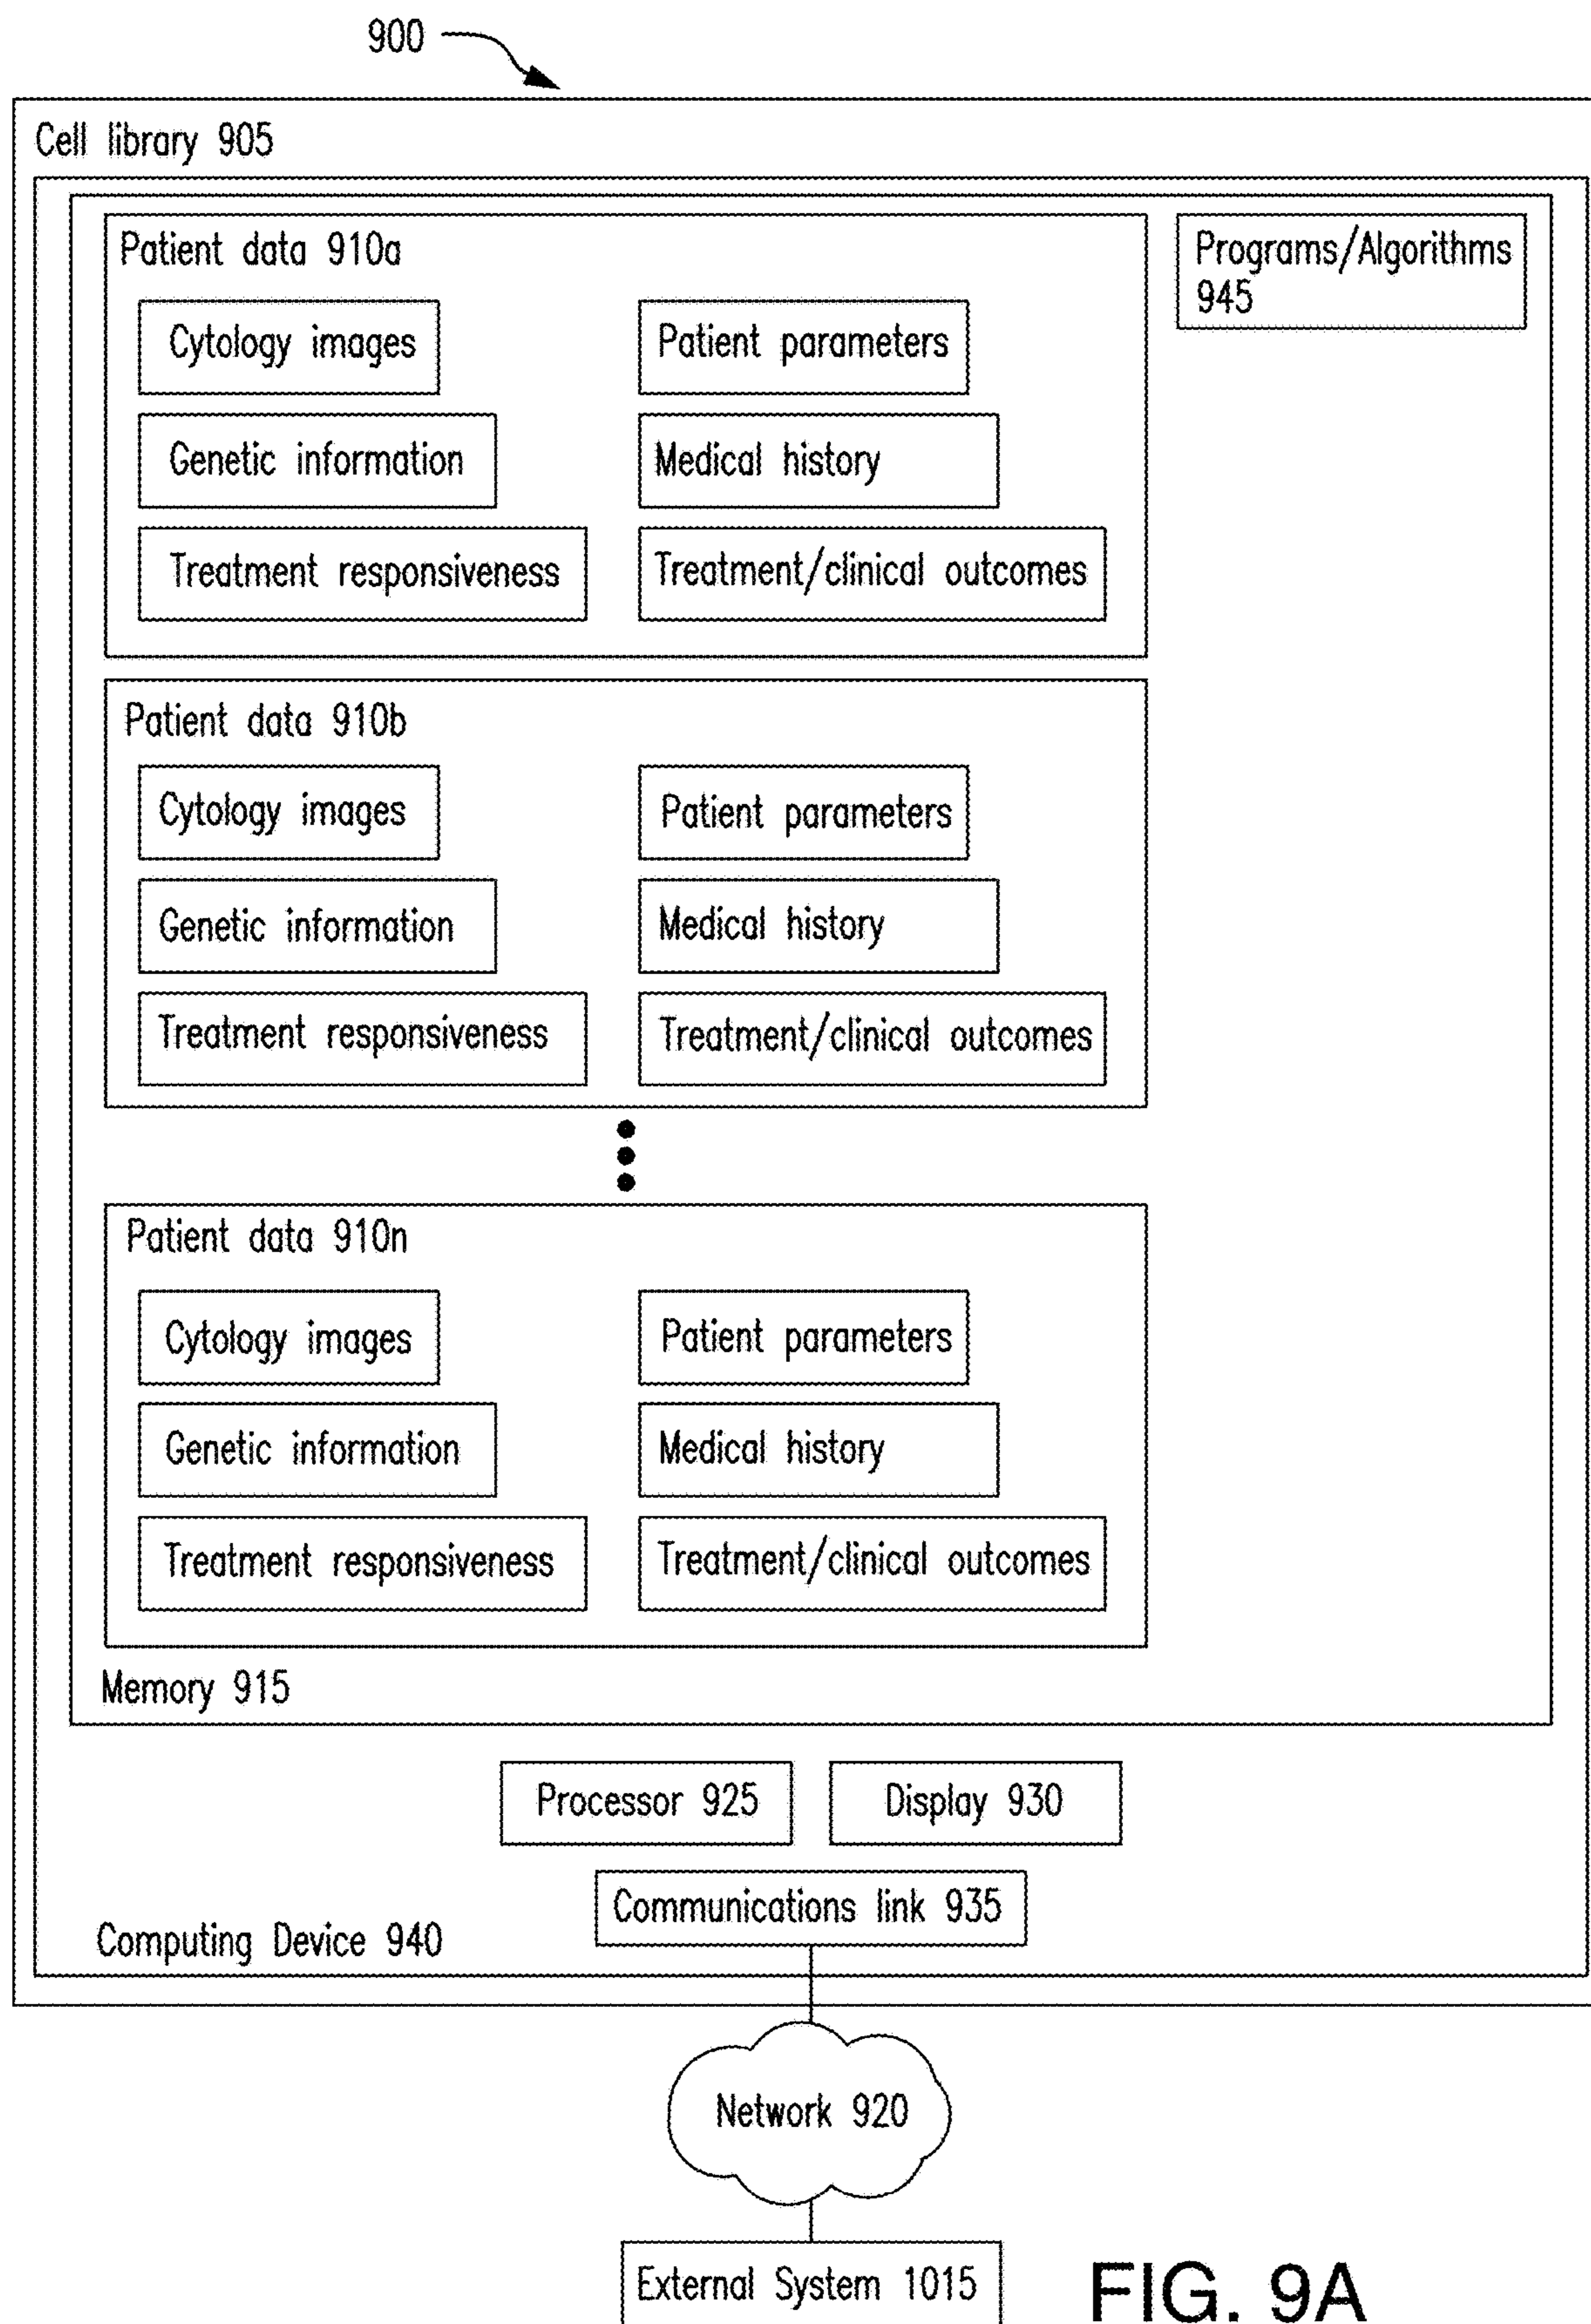 900
Cell library 905
Patient data 910a
Programs/Algorithms
945
Cytology images
Patient parameters
Genetic information
Medical history
Treatment responsiveness
Treatment/clinical outcomes
Patient data 910b
Cytology images
Patient parameters
Genetic information
Medical history
Treatment responsiveness
Treatment/clinical outcomes
Patient data 910n
Cytology images
Patient parameters
Genetic information
Medical history
Treatment responsiveness
Treatment/clinical outcomes
Memory 915
Processor 925
Display 930
Communications link 935
Computing Device 940
Network 920
External System 1015
FIG. 9A